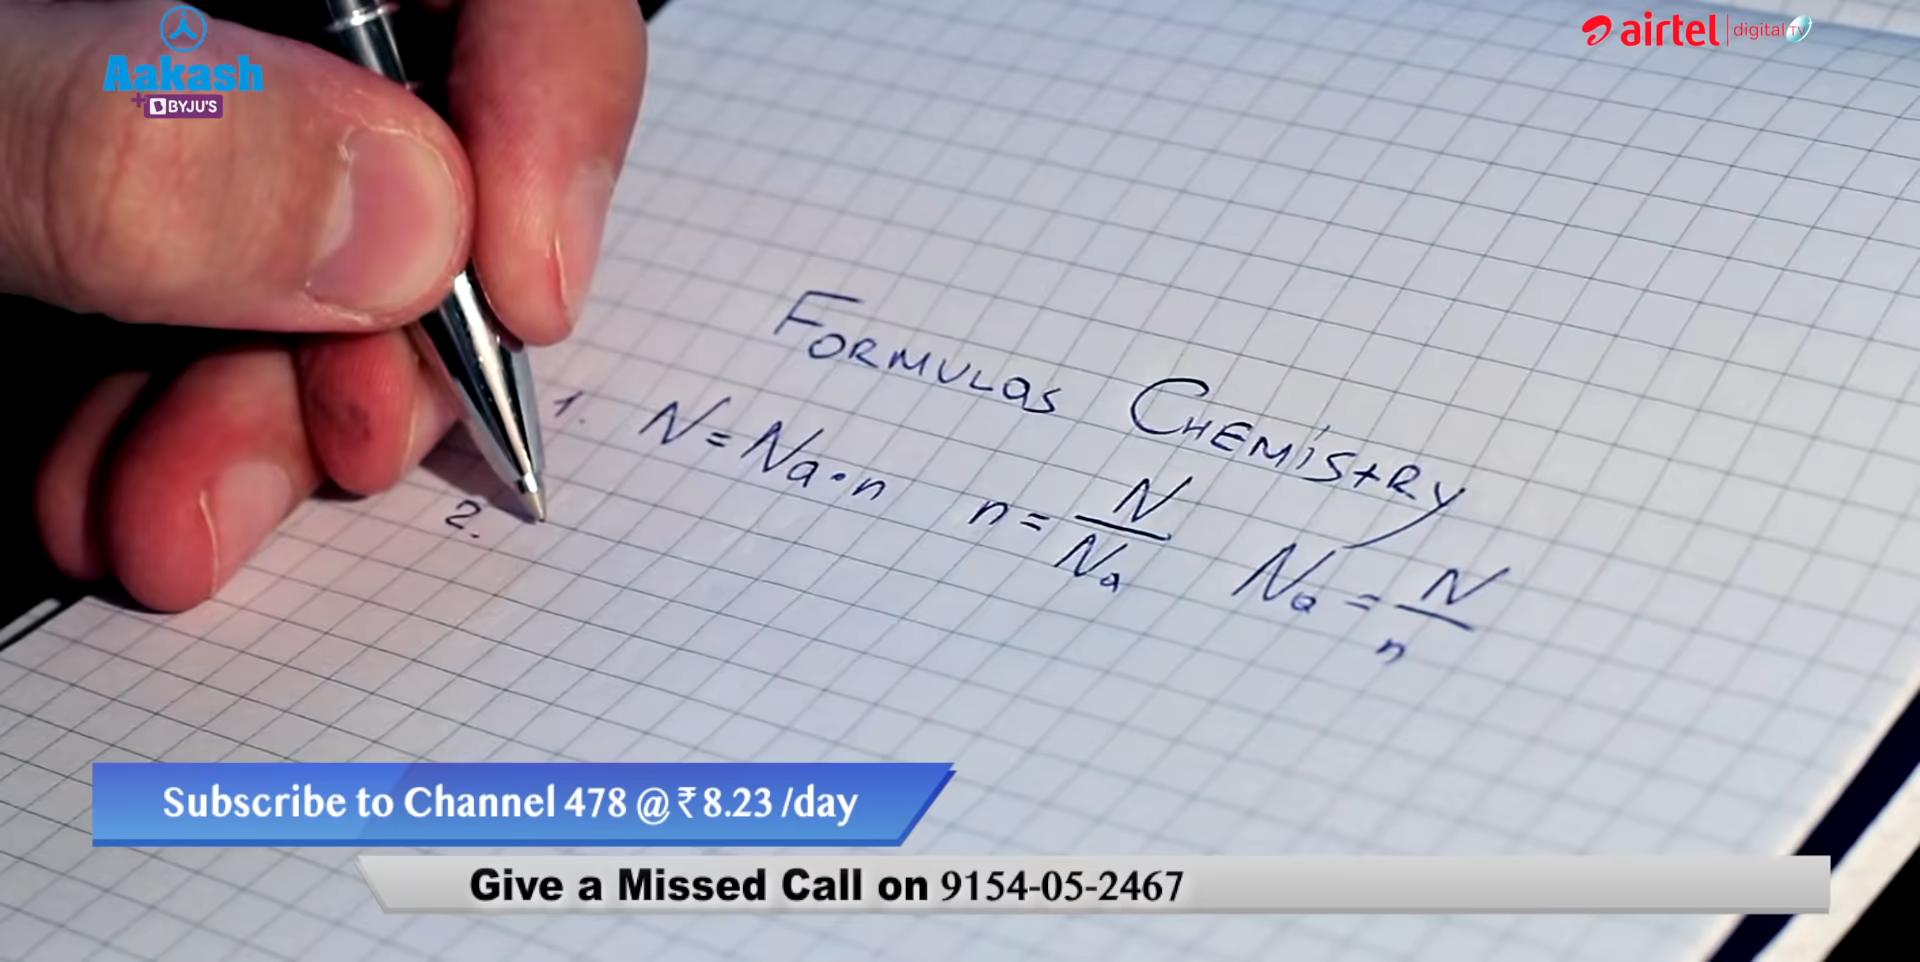 Aakash
+ BYJU'S
airtel digital TV
FORMULAS CHEMISTRY
1. N = Na • n n = N/Na Na = N/n
2.
Subscribe to Channel 478 @ ₹ 8.23 /day
Give a Missed Call on 9154-05-2467